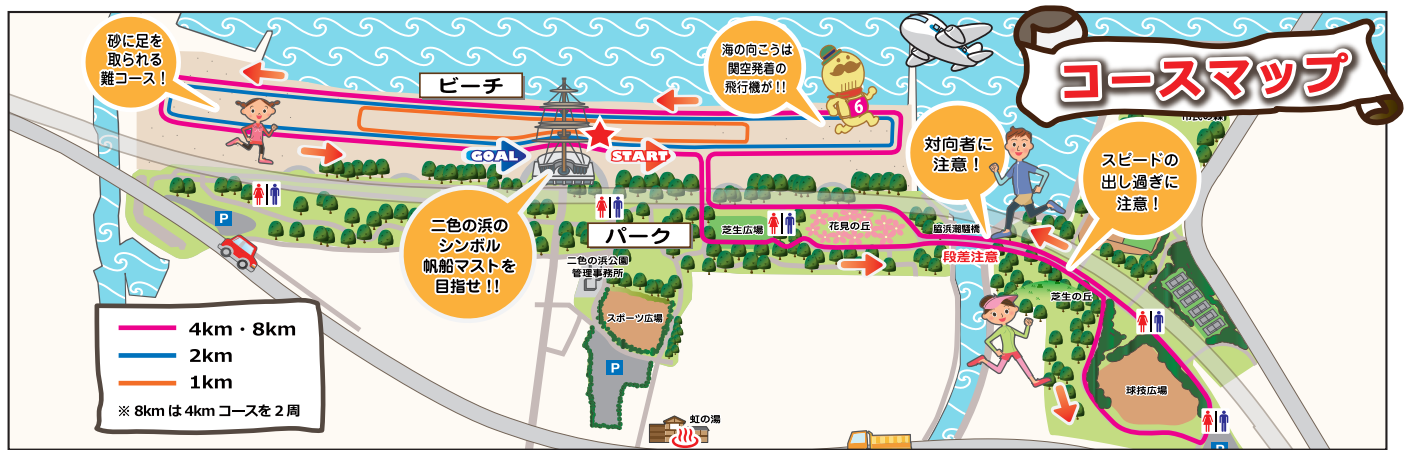 コースマップ
砂に足を
取られる
難コース！
ビーチ
海の向こうは
関空発着の
飛行機が!!
6
対向者に
注意！
スピードの
出し過ぎに
注意！
GOAL
START
P
二色の浜の
シンボル
帆船マストを
目指せ!!
パーク
芝生広場
花見の丘
脇浜潮騒橋
段差注意
二色の浜公園
管理事務所
スポーツ広場
P
芝生の丘
球技広場
P
虹の湯
4km・8km
2km
1km
※ 8km は 4km コースを 2 周